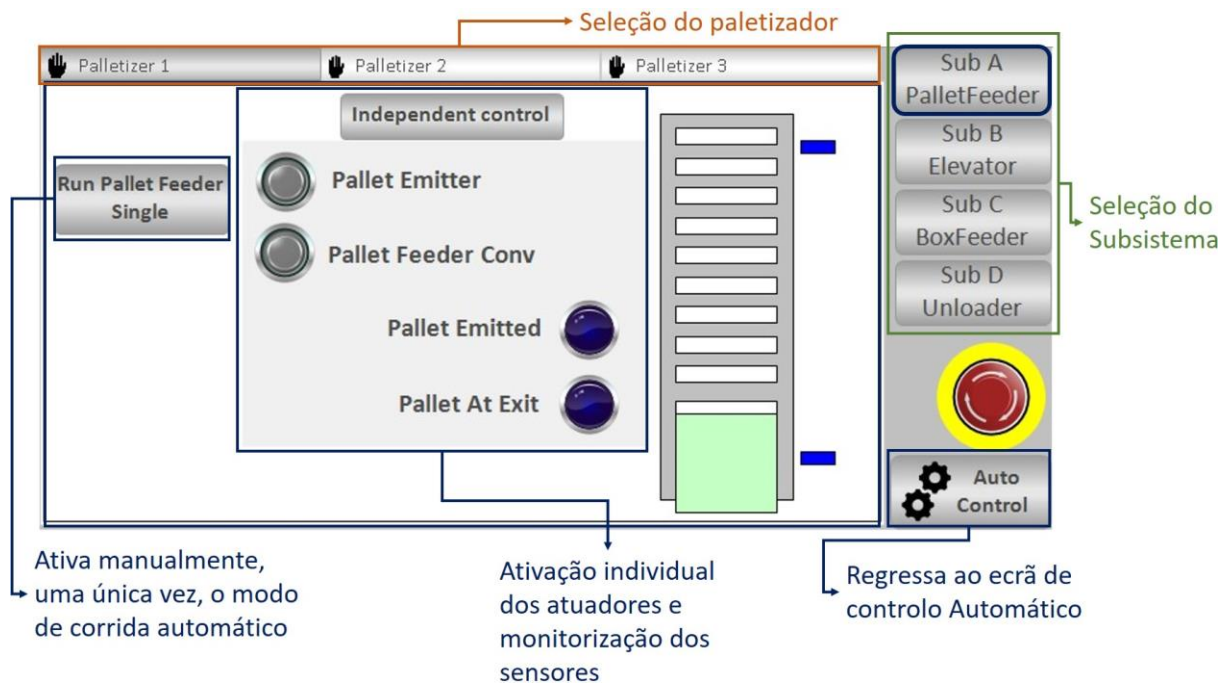 Seleção do paletizador
Palletizer 1
Palletizer 2
Palletizer 3
Sub A
PalletFeeder
Independent control
Sub B
Elevator
Run Pallet Feeder
Single
Pallet Emitter
Sub C
BoxFeeder
Seleção do
Subsistema
Pallet Feeder Conv
Sub D
Unloader
Pallet Emitted
Pallet At Exit
Auto
Control
Ativa manualmente,
uma única vez, o modo
de corrida automático
Ativação individual
dos atuadores e
monitorização dos
sensores
Regressa ao ecrã de
controlo Automático